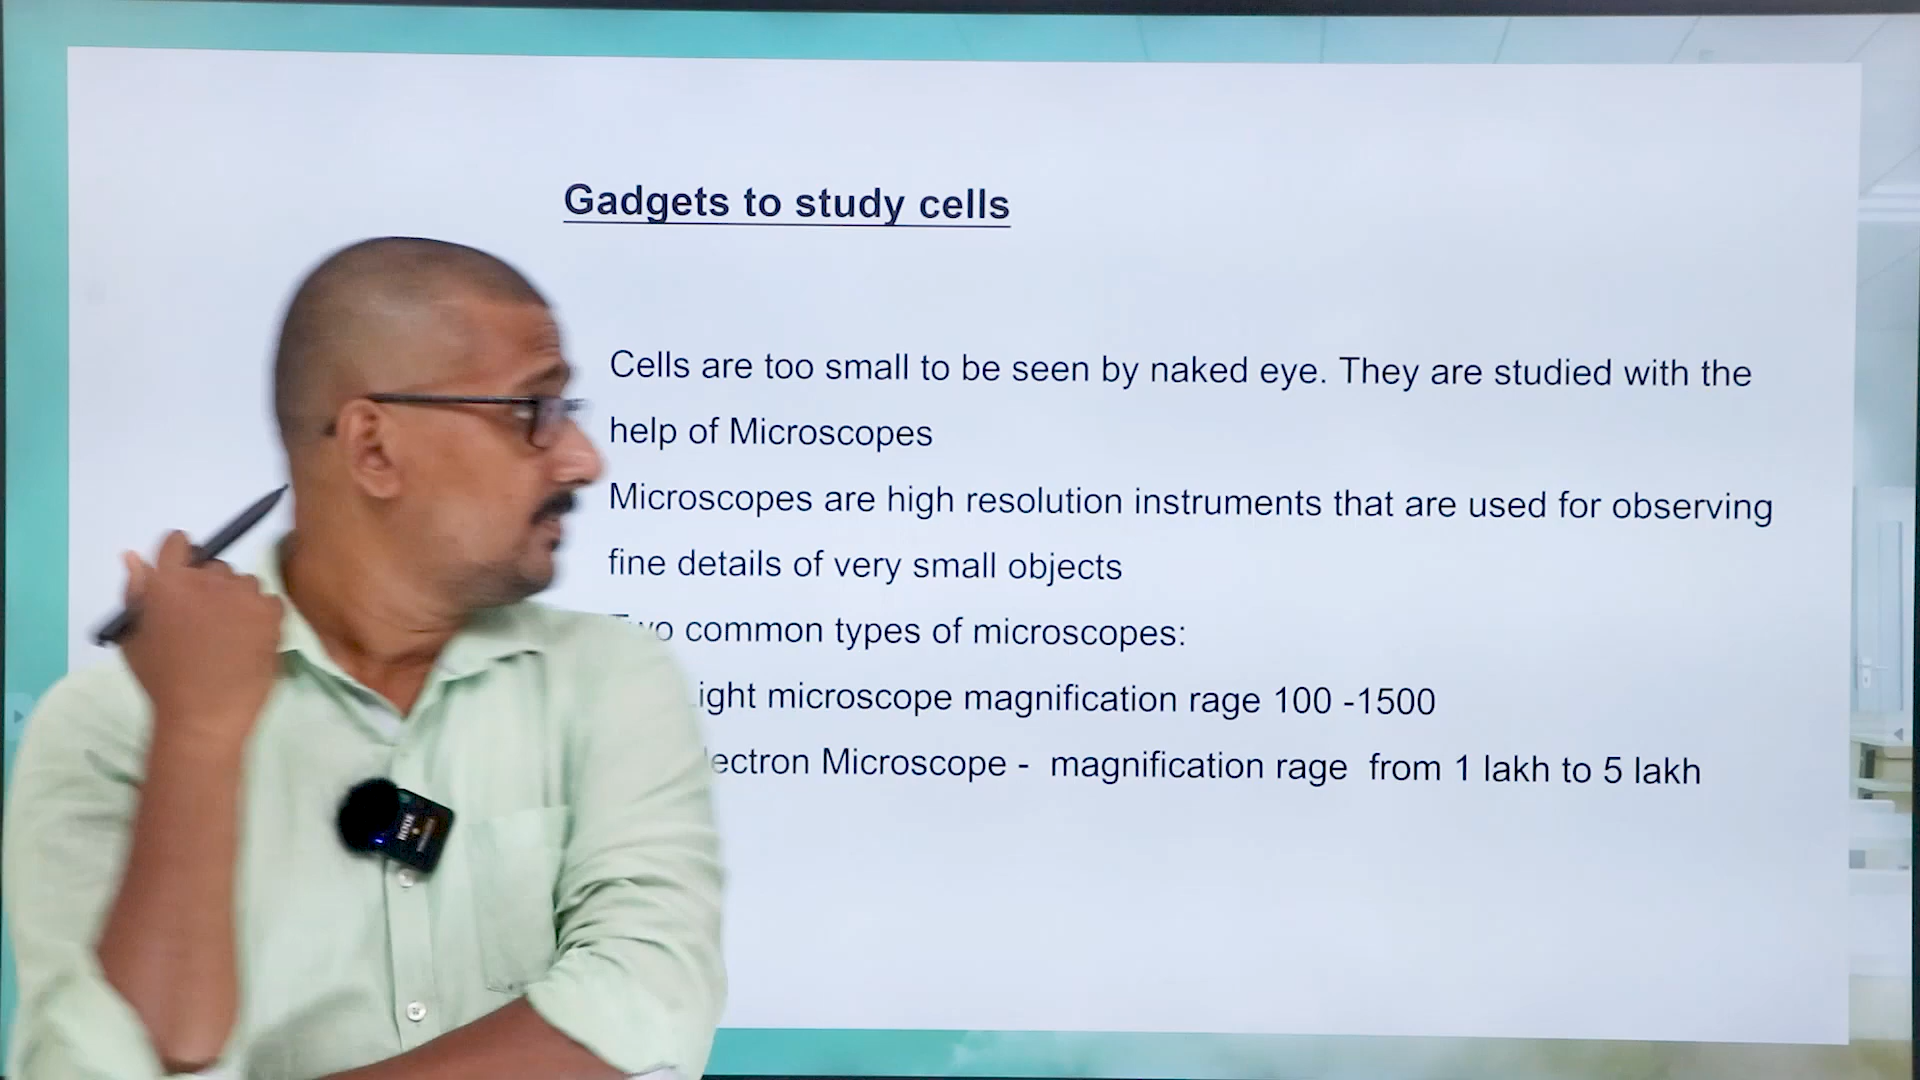 Gadgets to study cells
Cells are too small to be seen by naked eye. They are studied with the
help of Microscopes
Microscopes are high resolution instruments that are used for observing
fine details of very small objects
common types of microscopes:
microscope magnification rage 100 -1500
Microscope - magnification rage from 1 lakh to 5 lakh
RODE